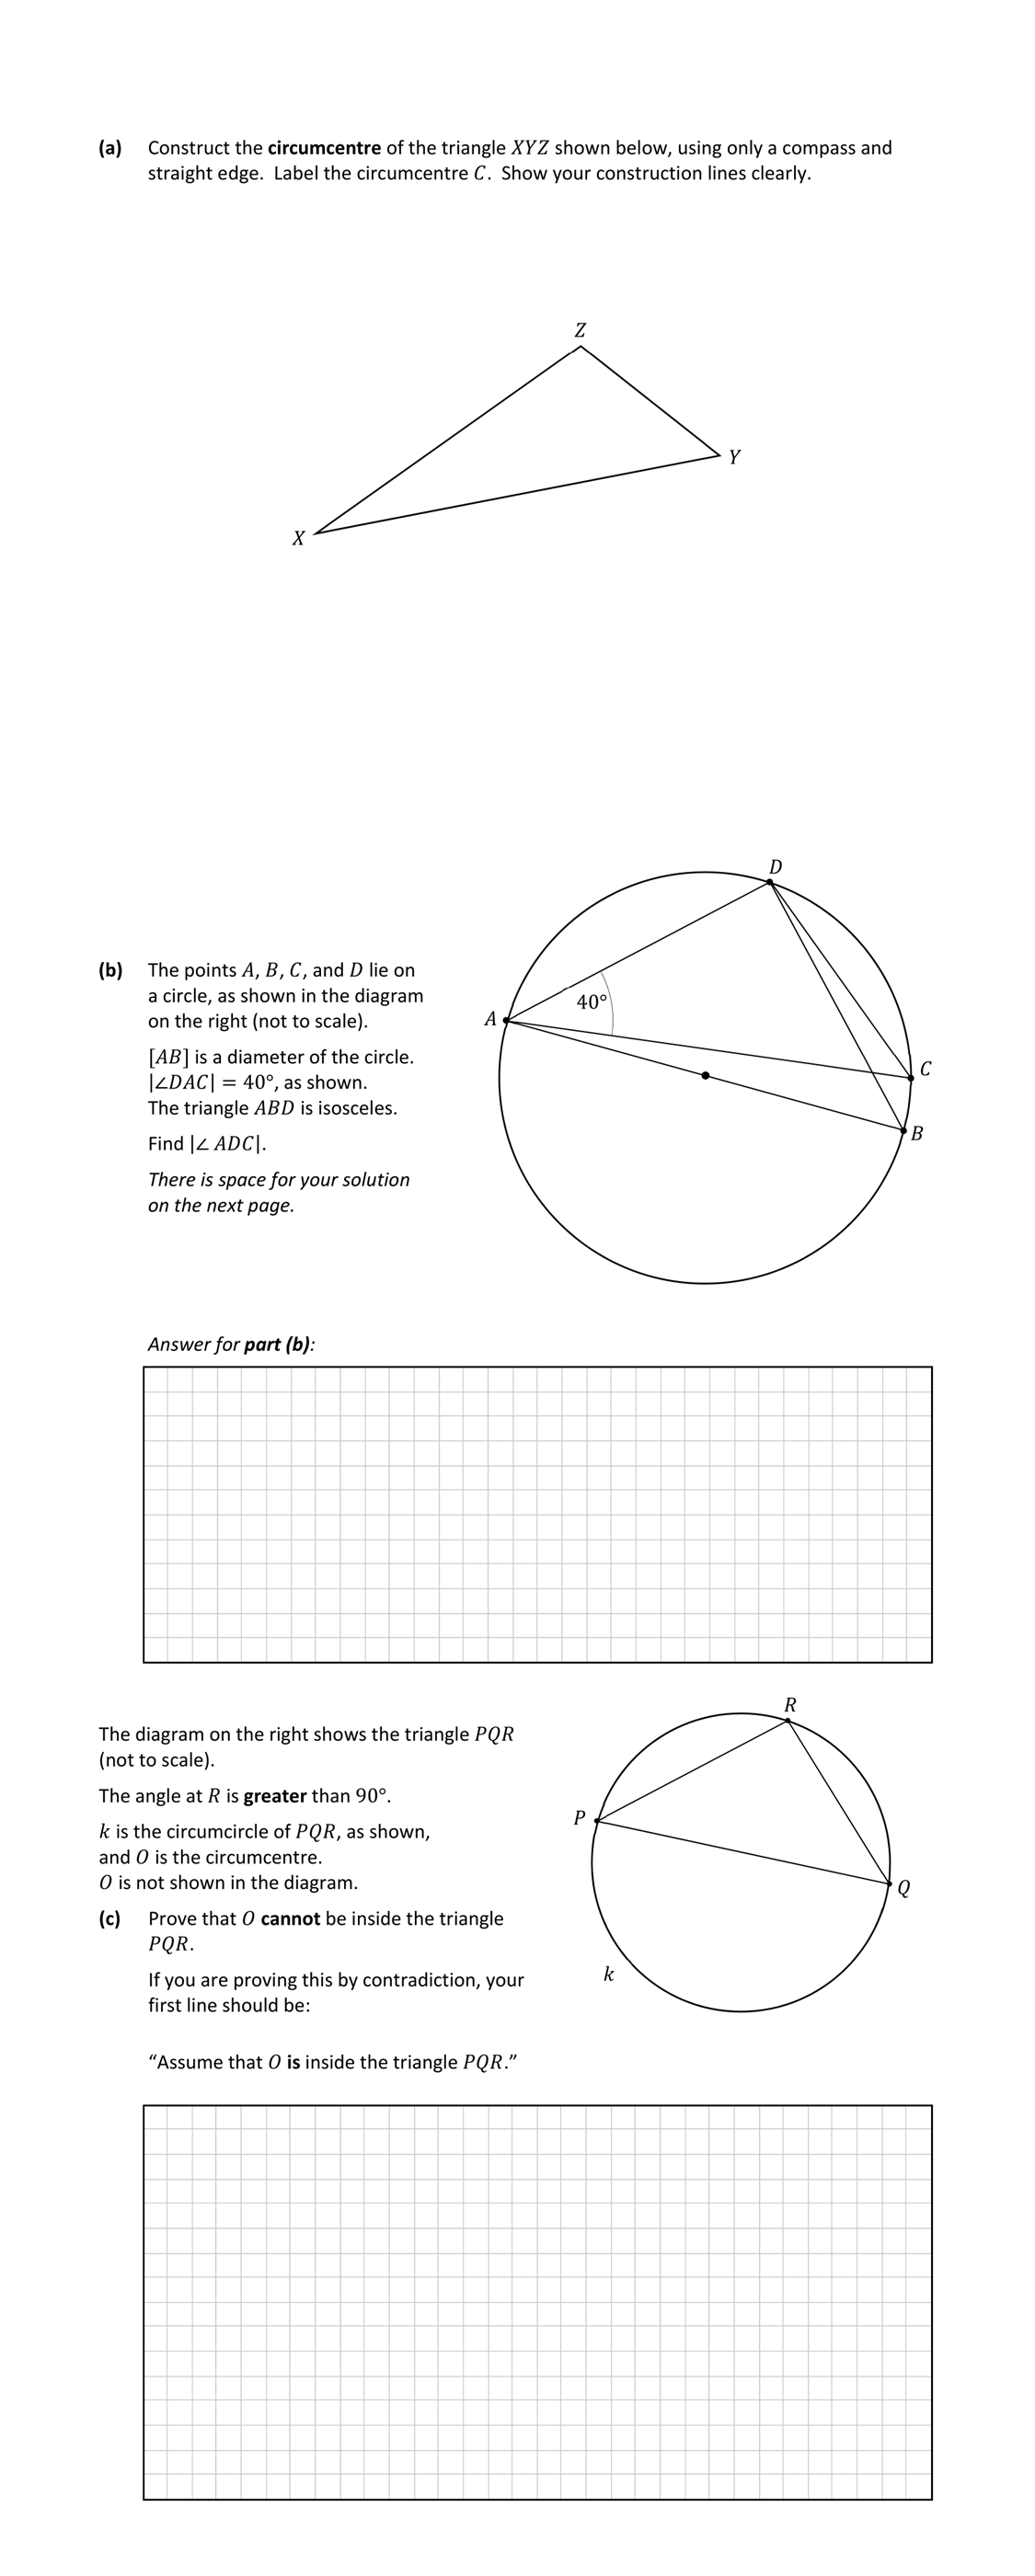 (a) Construct the circumcentre of the triangle XYZ shown below, using only a compass and
straight edge. Label the circumcentre C. Show your construction lines clearly.
Z
Y
X
D
(b) The points A, B, C, and D lie on
a circle, as shown in the diagram
on the right (not to scale).
40°
A
[AB] is a diameter of the circle.
|∠DAC| = 40°, as shown.
The triangle ABD is isosceles.
C
B
Find |∠ ADC|.
There is space for your solution
on the next page.
Answer for part (b):
R
The diagram on the right shows the triangle PQR
(not to scale).
The angle at R is greater than 90°.
P
k is the circumcircle of PQR, as shown,
and O is the circumcentre.
O is not shown in the diagram.
Q
(c) Prove that O cannot be inside the triangle
PQR.
k
If you are proving this by contradiction, your
first line should be:
“Assume that O is inside the triangle PQR.”